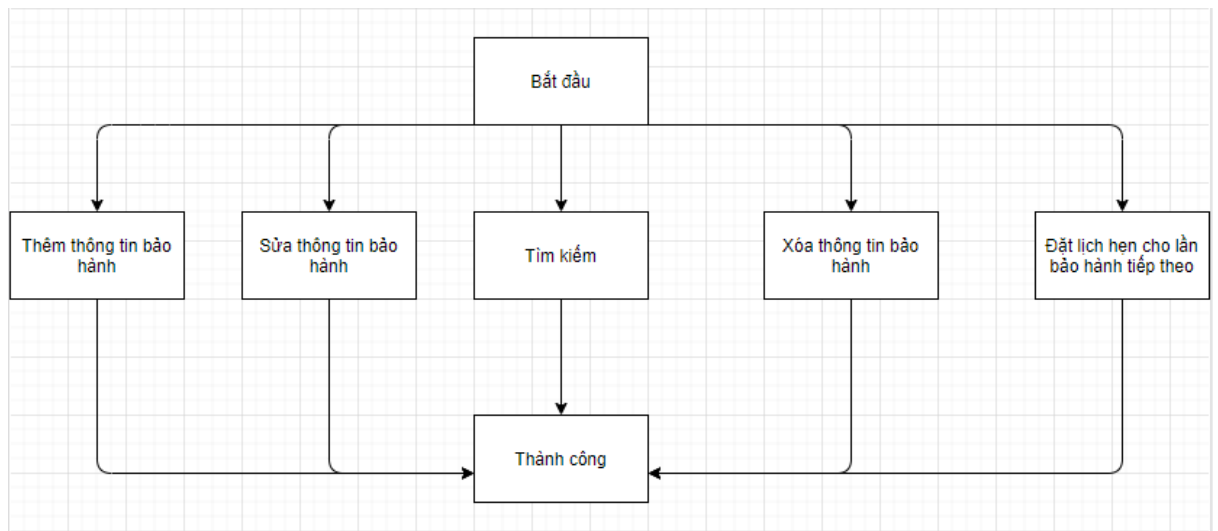 Bắt đầu
Thêm thông tin bảo
hành
Sửa thông tin bảo
hành
Tìm kiếm
Xóa thông tin bảo
hành
Đặt lịch hẹn cho lần
bảo hành tiếp theo
Thành công